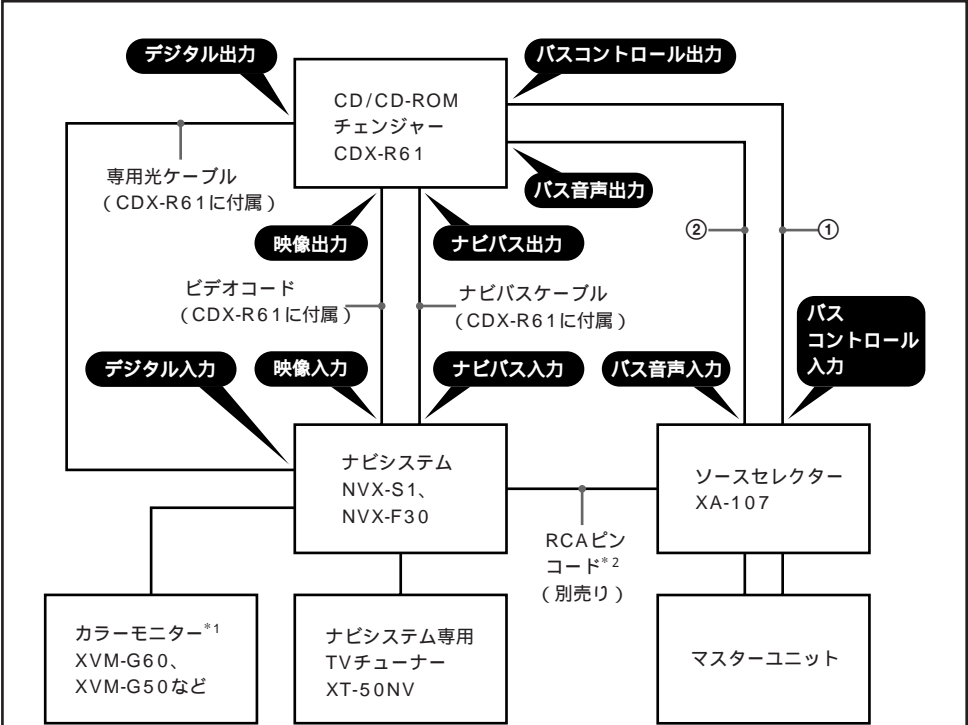 デジタル出力
バスコントロール出力
CD/CD-ROM
チェンジャー
CDX-R61
専用光ケーブル
（CDX-R61に付属）
バス音声出力
映像出力
ナビバス出力
②
①
ビデオコード
（CDX-R61に付属）
ナビバスケーブル
（CDX-R61に付属）
バス
コントロール
入力
デジタル入力
映像入力
ナビバス入力
バス音声入力
ナビシステム
NVX-S1、
NVX-F30
ソースセレクター
XA-107
RCAピン
コード*2
（別売り）
カラーモニター*1
XVM-G60、
XVM-G50など
ナビシステム専用
TVチューナー
XT-50NV
マスターユニット